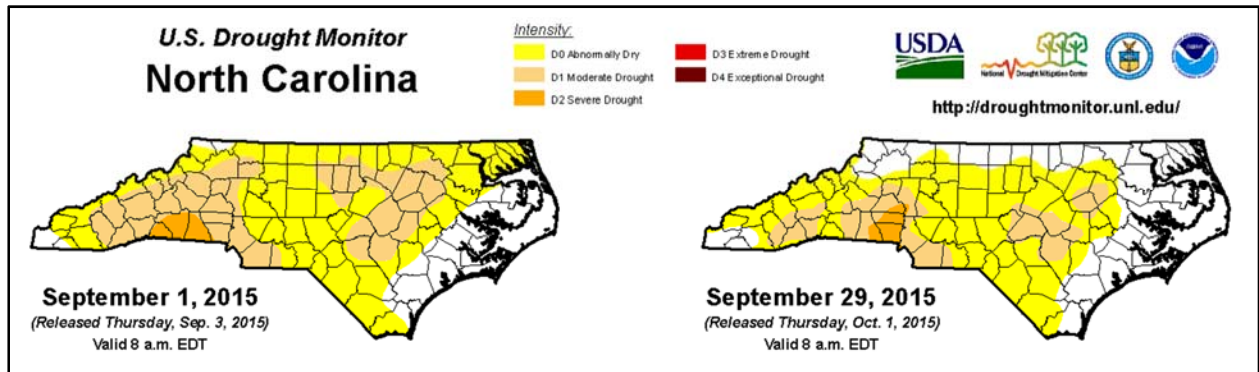 U.S. Drought Monitor
North Carolina
Intensity:
D0 Abnormally Dry
D1 Moderate Drought
D2 Severe Drought
D3 Extreme Drought
D4 Exceptional Drought
USDA
National Drought Mitigation Center
http://droughtmonitor.unl.edu/
September 1, 2015
(Released Thursday, Sep. 3, 2015)
Valid 8 a.m. EDT
September 29, 2015
(Released Thursday, Oct. 1, 2015)
Valid 8 a.m. EDT